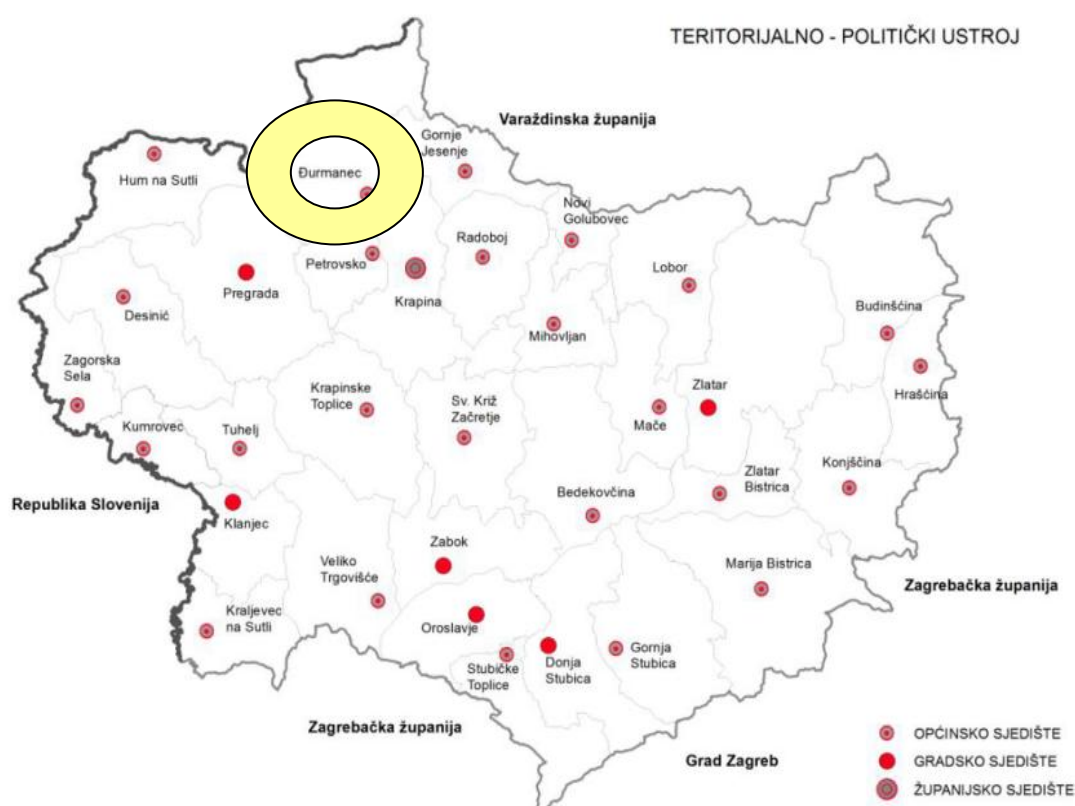 TERITORIJALNO - POLITIČKI USTROJ
Varaždinska županija
Gornje
Jesenje
Hum na Sutli
Đurmanec
Novi
Golubovec
Radoboj
Petrovsko
Lobor
Pregrada
Krapina
Desinić
Budinšćina
Mihovljan
Zagorska
Sela
Krapinske
Toplice
Sv. Križ
Začretje
Zlatar
Hrašćina
Mače
Kumrovec
Tuhelj
Zlatar
Bistrica
Konjščina
Republika Slovenija
Bedekovčina
Klanjec
Zabok
Veliko
Trgovišće
Marija Bistrica
Zagrebačka županija
Kraljevec
na Sutli
Oroslavje
Stubičke
Toplice
Donja
Stubica
Gornja
Stubica
Zagrebačka županija
Grad Zagreb
OPĆINSKO SJEDIŠTE
GRADSKO SJEDIŠTE
ŽUPANIJSKO SJEDIŠTE